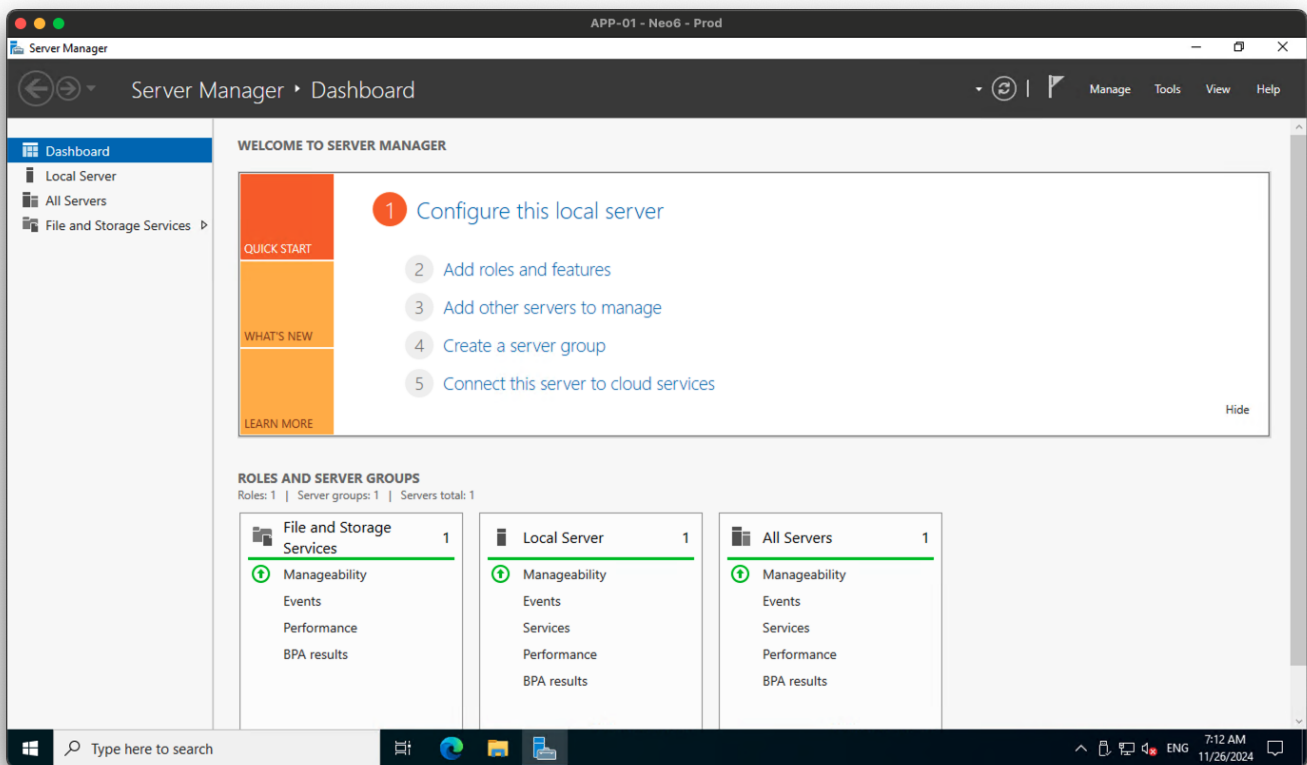 APP-01 - Neo6 - Prod
Server Manager
Server Manager ‣ Dashboard
Manage Tools View Help
Dashboard
Local Server
All Servers
File and Storage Services
WELCOME TO SERVER MANAGER
QUICK START
WHAT'S NEW
LEARN MORE
1 Configure this local server
2 Add roles and features
3 Add other servers to manage
4 Create a server group
5 Connect this server to cloud services
Hide
ROLES AND SERVER GROUPS
Roles: 1 | Server groups: 1 | Servers total: 1
File and Storage
Services 1
Manageability
Events
Performance
BPA results
Local Server 1
Manageability
Events
Services
Performance
BPA results
All Servers 1
Manageability
Events
Services
Performance
BPA results
Type here to search
ENG
7:12 AM
11/26/2024